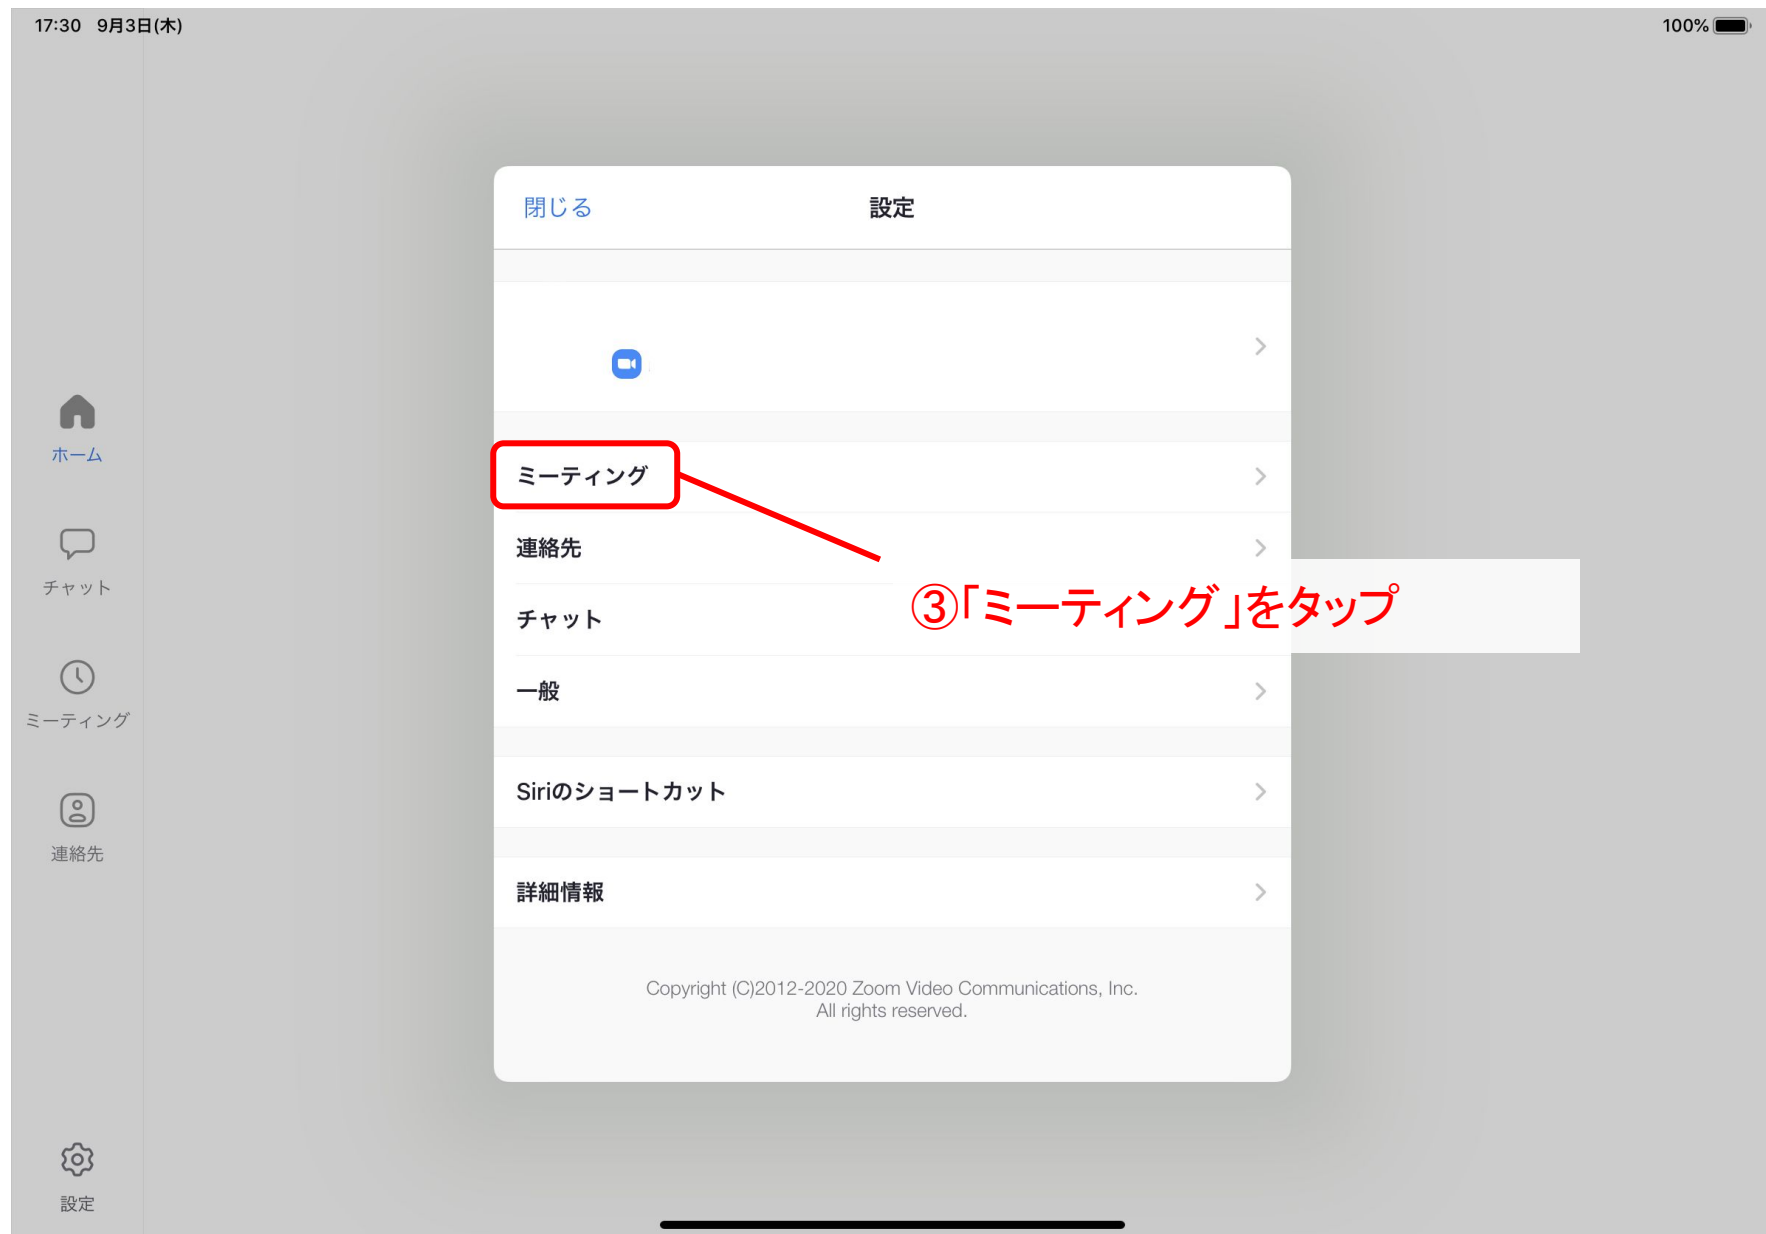 17:30 9月3日(木)
100%
閉じる
設定
ホーム
ミーティング
連絡先
チャット
③「ミーティング」をタップ
チャット
一般
ミーティング
Siriのショートカット
連絡先
詳細情報
Copyright (C)2012-2020 Zoom Video Communications, Inc.
All rights reserved.
設定